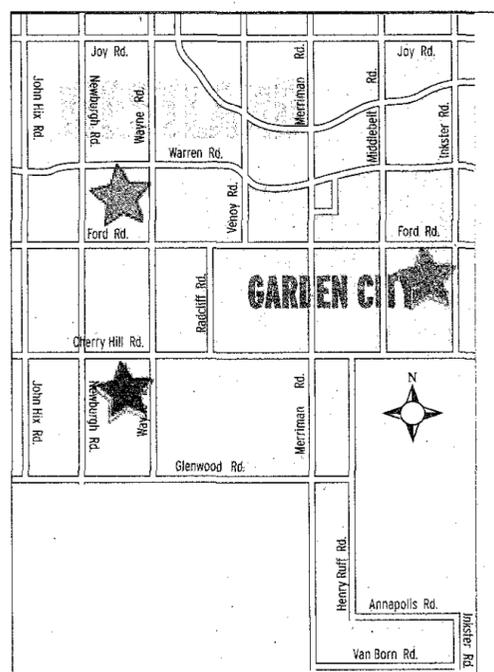 Joy Rd.
Joy Rd.
John Hix Rd.
Newburgh Rd.
Wayne Rd.
Merriman Rd.
Middlebelt Rd.
Inkster Rd.
Warren Rd.
Venoy Rd.
Ford Rd.
Ford Rd.
Radcliff Rd.
GARDEN CITY
Cherry Hill Rd.
John Hix Rd.
Newburgh Rd.
Way
Merriman Rd.
N
Glenwood Rd.
Henry Ruff Rd.
Annapolis Rd.
Inkster Rd.
Van Born Rd.